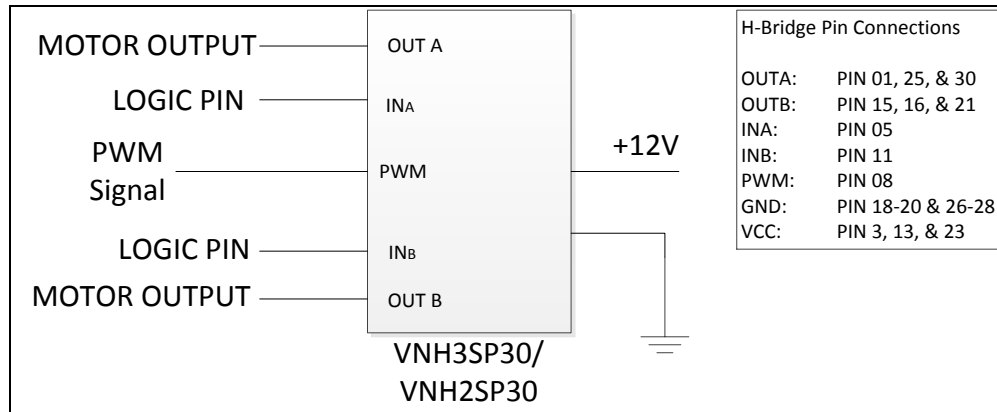 MOTOR OUTPUT
LOGIC PIN
PWM
Signal
LOGIC PIN
MOTOR OUTPUT
OUT A
INA
PWM
INB
OUT B
+12V
VNH3SP30/
VNH2SP30
H-Bridge Pin Connections
OUTA: PIN 01, 25, & 30
OUTB: PIN 15, 16, & 21
INA: PIN 05
INB: PIN 11
PWM: PIN 08
GND: PIN 18-20 & 26-28
VCC: PIN 3, 13, & 23